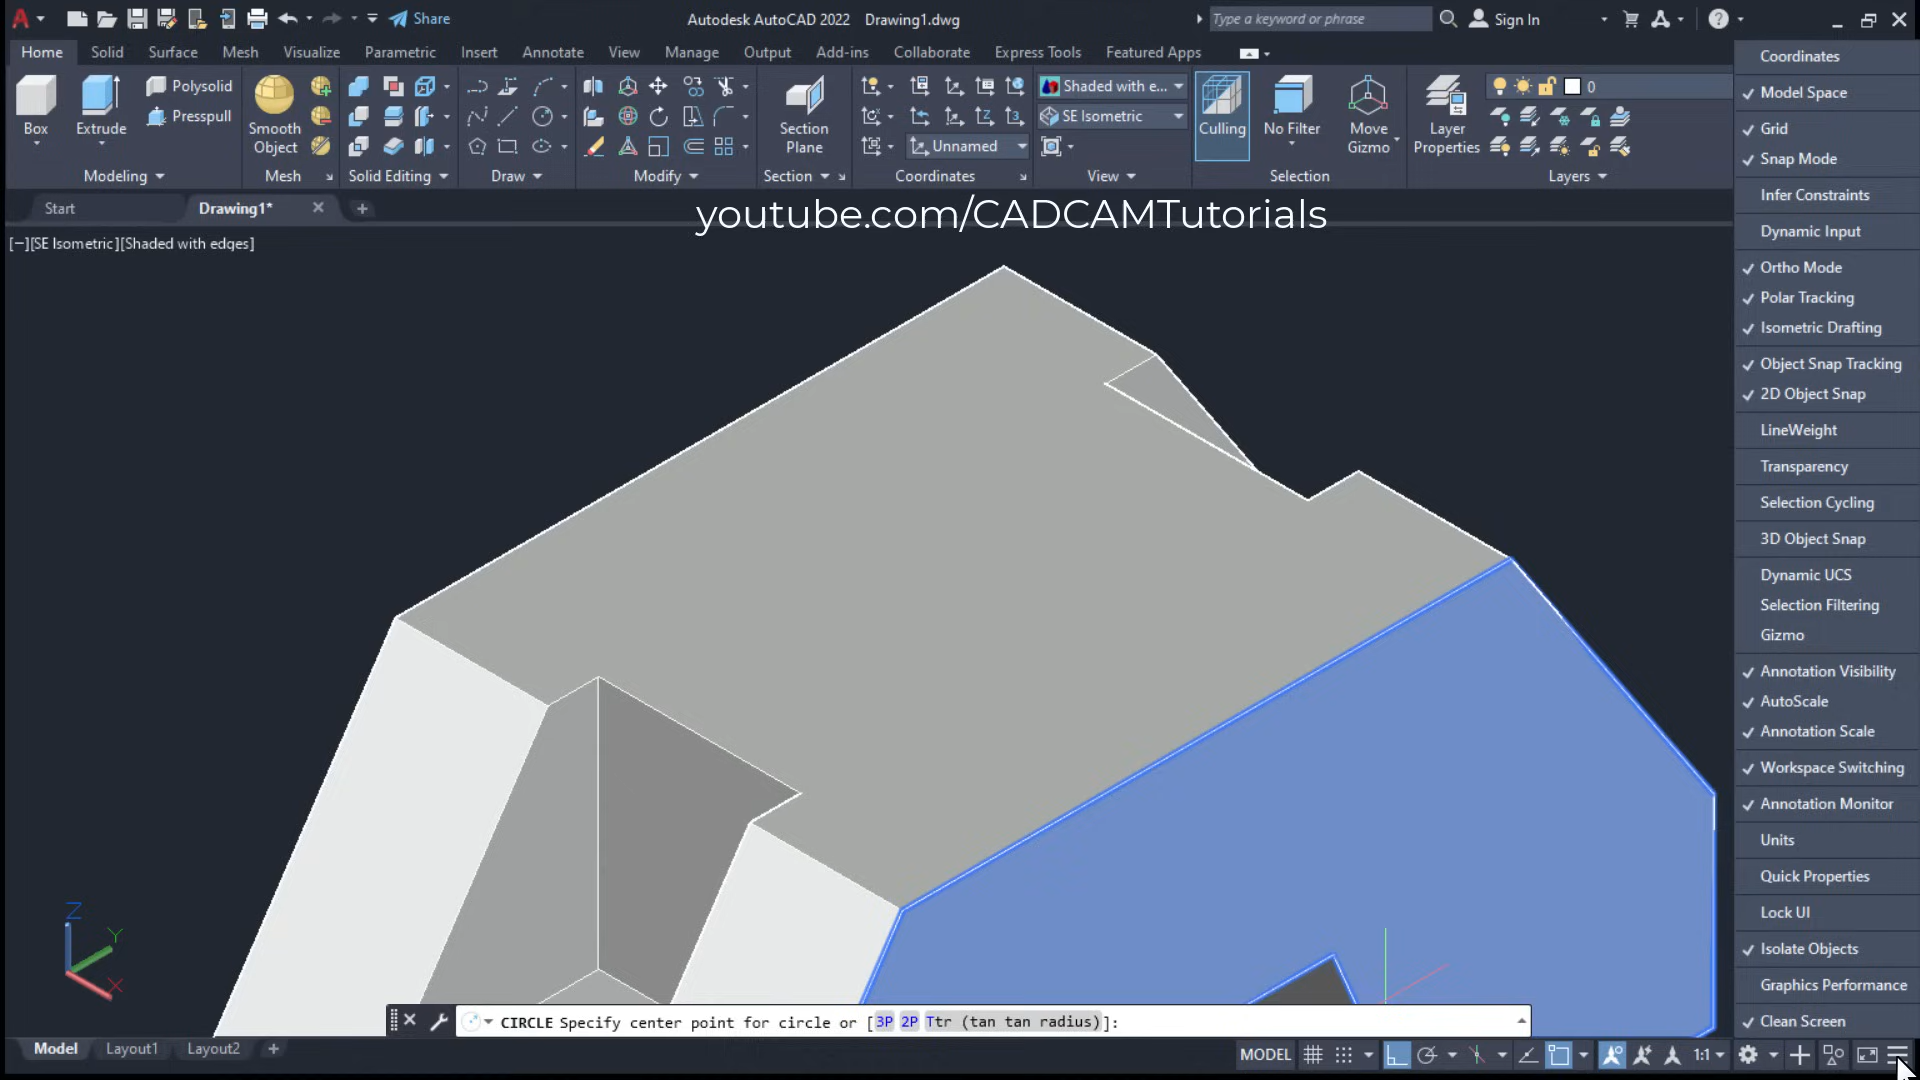 Share
Autodesk AutoCAD 2022 Drawing1.dwg
Type a keyword or phrase
Sign In
Home Solid Surface Mesh Visualize Parametric Insert Annotate View Manage Output Add-ins Collaborate Express Tools Featured Apps
Box
Extrude
Polysolid
Presspull
Smooth
Object
Section
Plane
Unnamed
Shaded with e...
SE Isometric
Culling
No Filter
Move
Gizmo
Layer
Properties
0
Modeling Mesh Solid Editing Draw Modify Section Coordinates View Selection Layers
Start Drawing1*
youtube.com/CADCAMTutorials
[−][SE Isometric][Shaded with edges]
Coordinates
Model Space
Grid
Snap Mode
Infer Constraints
Dynamic Input
Ortho Mode
Polar Tracking
Isometric Drafting
Object Snap Tracking
2D Object Snap
LineWeight
Transparency
Selection Cycling
3D Object Snap
Dynamic UCS
Selection Filtering
Gizmo
Annotation Visibility
AutoScale
Annotation Scale
Workspace Switching
Annotation Monitor
Units
Quick Properties
Lock UI
Isolate Objects
Graphics Performance
Clean Screen
Z
Y
X
CIRCLE Specify center point for circle or [3P 2P Ttr (tan tan radius)]:
Model Layout1 Layout2
MODEL
1:1